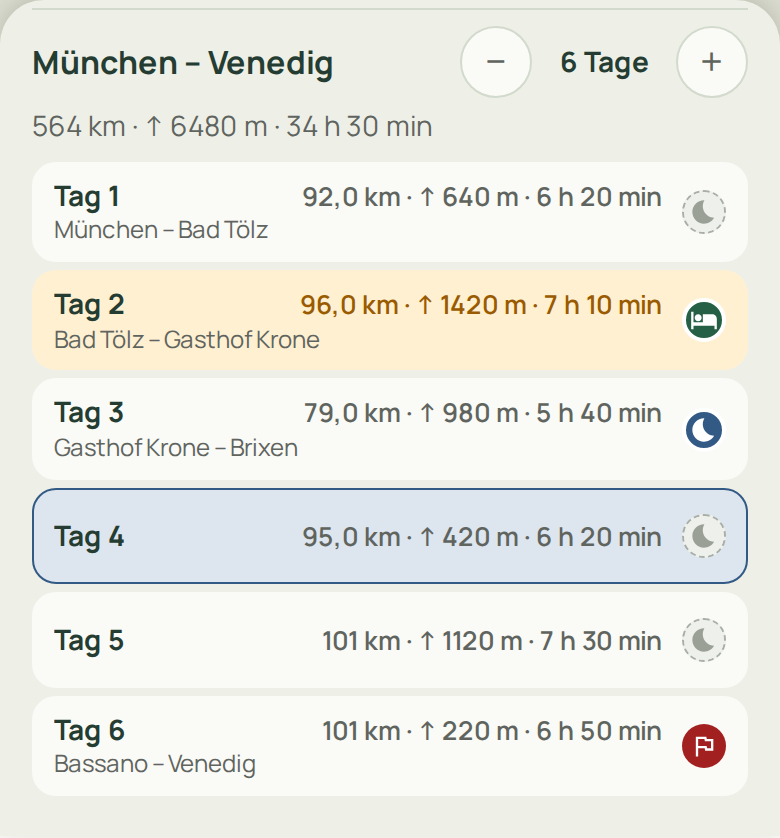 München – Venedig
− 6 Tage +
564 km · ↑ 6480 m · 34 h 30 min
Tag 1 92,0 km · ↑ 640 m · 6 h 20 min
München – Bad Tölz
Tag 2 96,0 km · ↑ 1420 m · 7 h 10 min
Bad Tölz – Gasthof Krone
Tag 3 79,0 km · ↑ 980 m · 5 h 40 min
Gasthof Krone – Brixen
Tag 4 95,0 km · ↑ 420 m · 6 h 20 min
Tag 5 101 km · ↑ 1120 m · 7 h 30 min
Tag 6 101 km · ↑ 220 m · 6 h 50 min
Bassano – Venedig